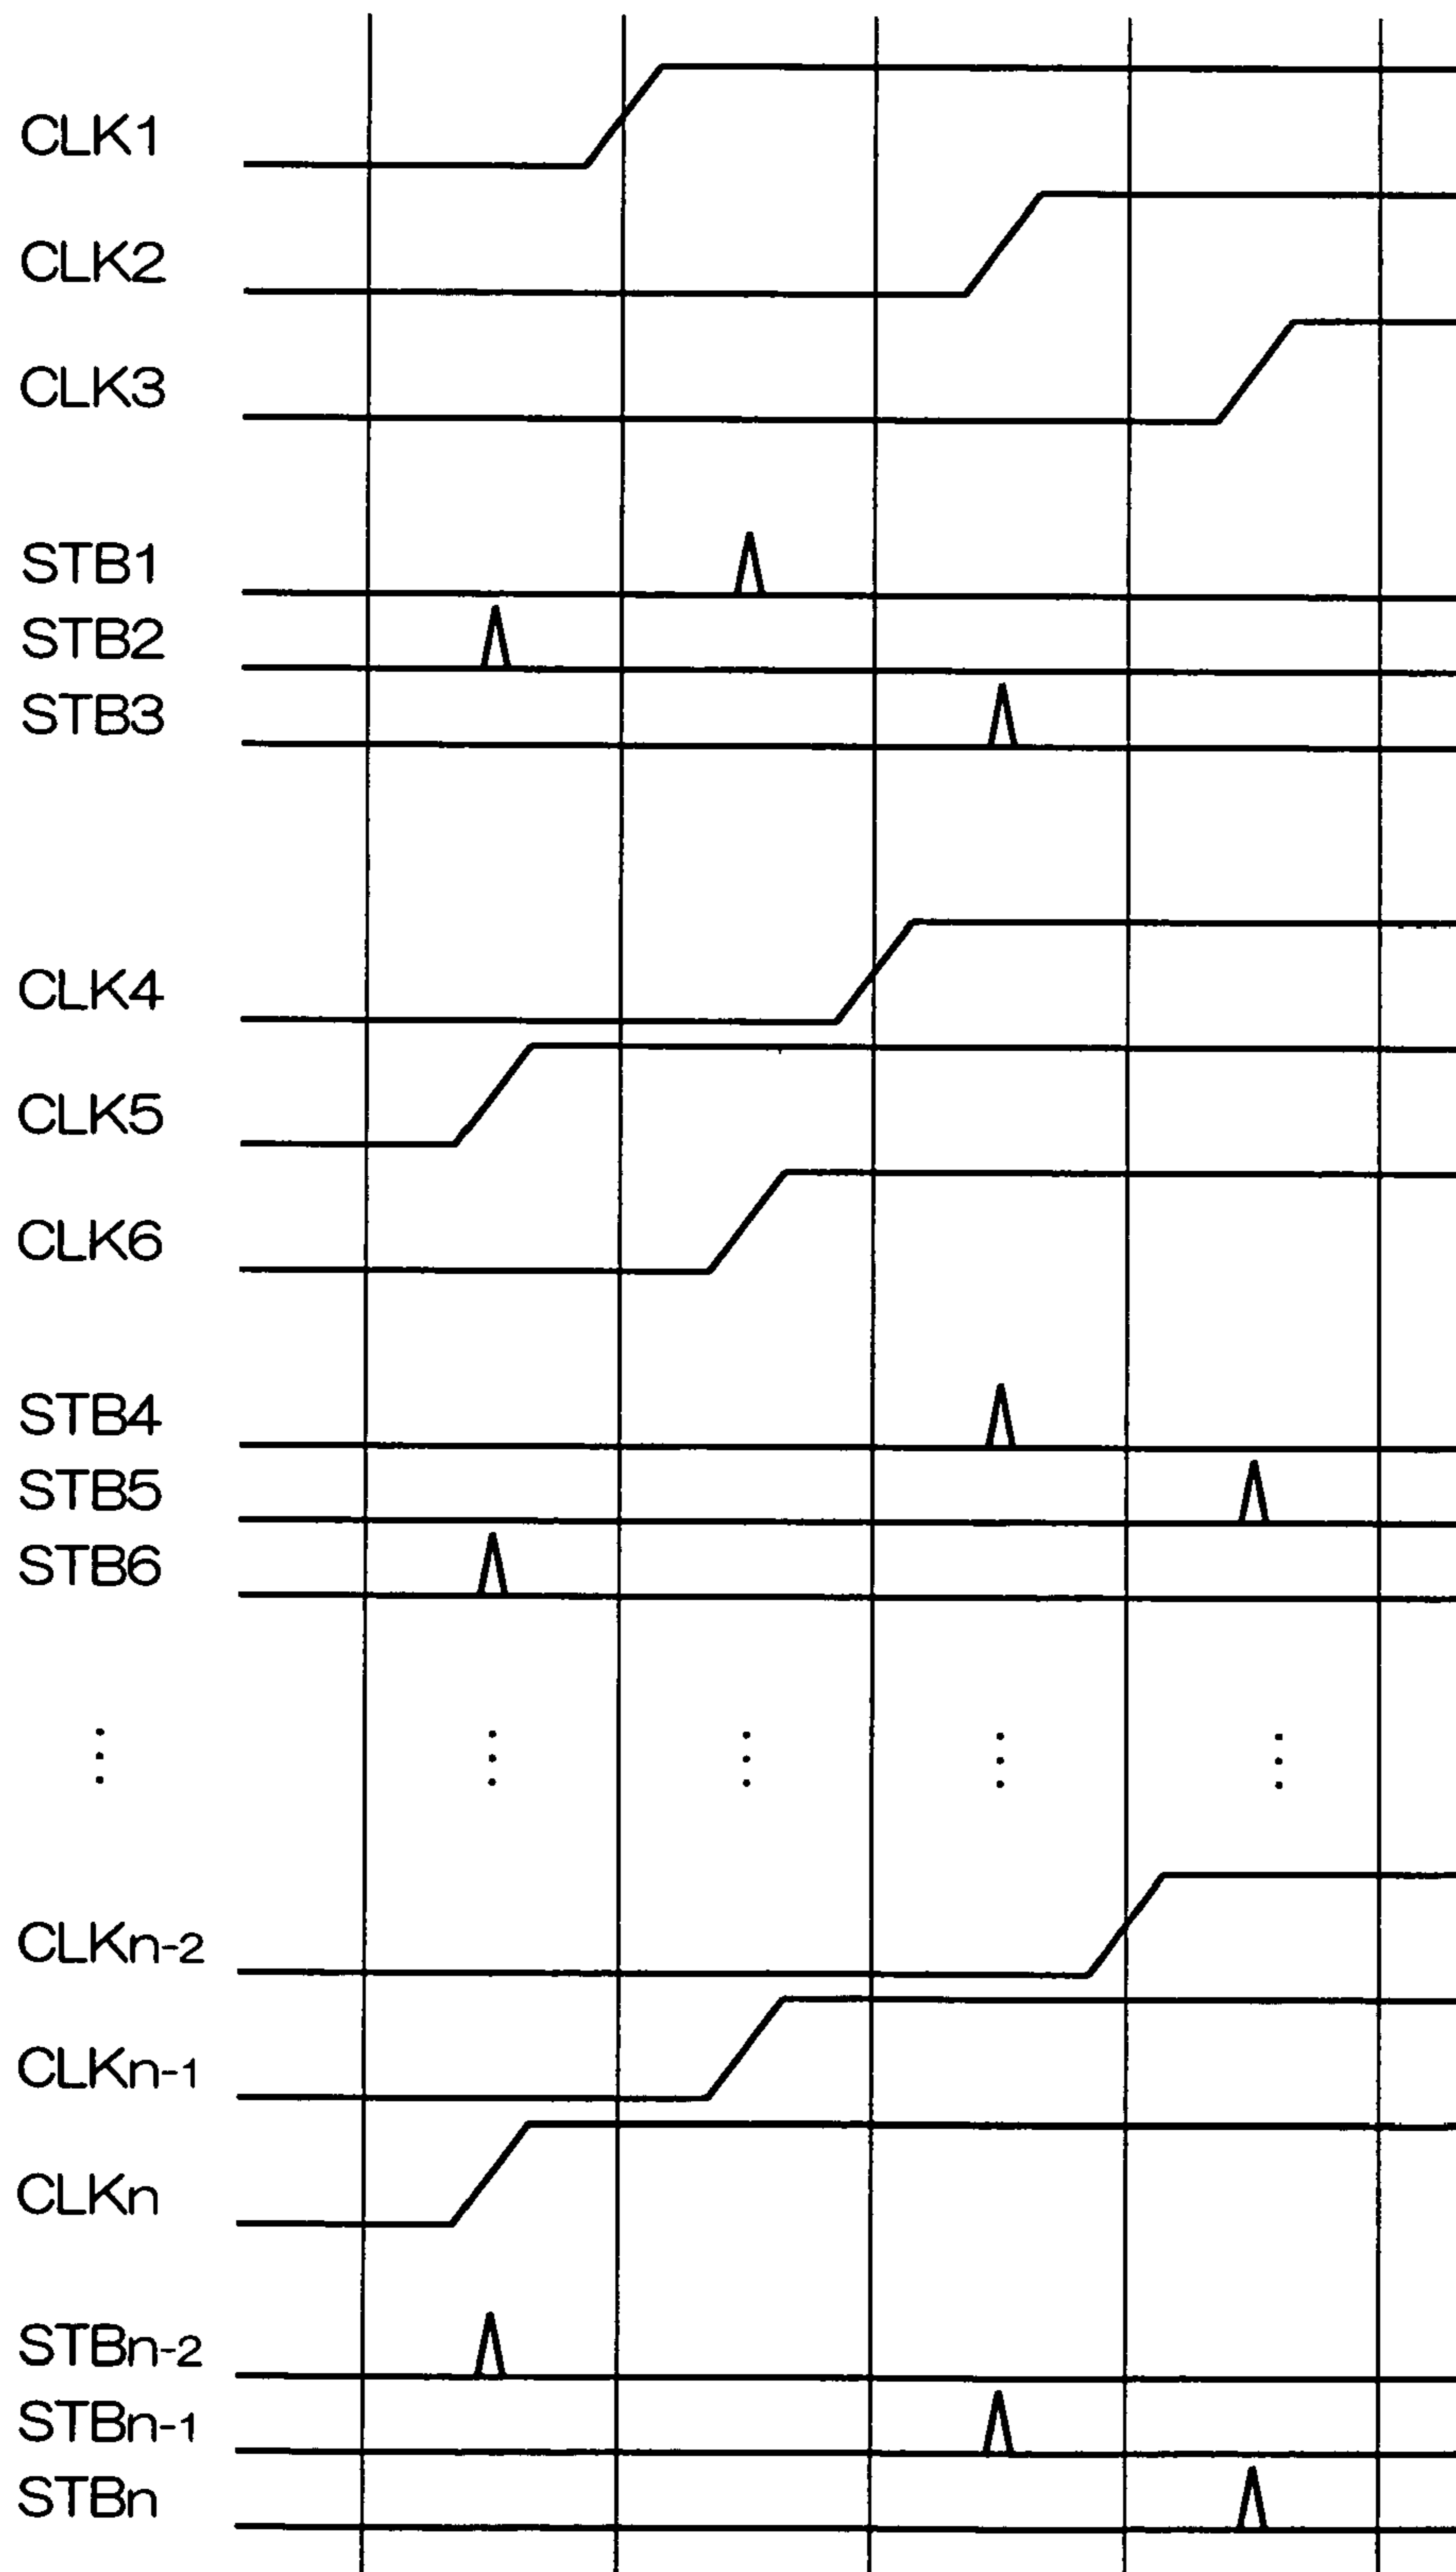 CLK1
CLK2
CLK3
STB1
STB2
STB3
CLK4
CLK5
CLK6
STB4
STB5
STB6
CLKn-2
CLKn-1
CLKn
STBn-2
STBn-1
STBn